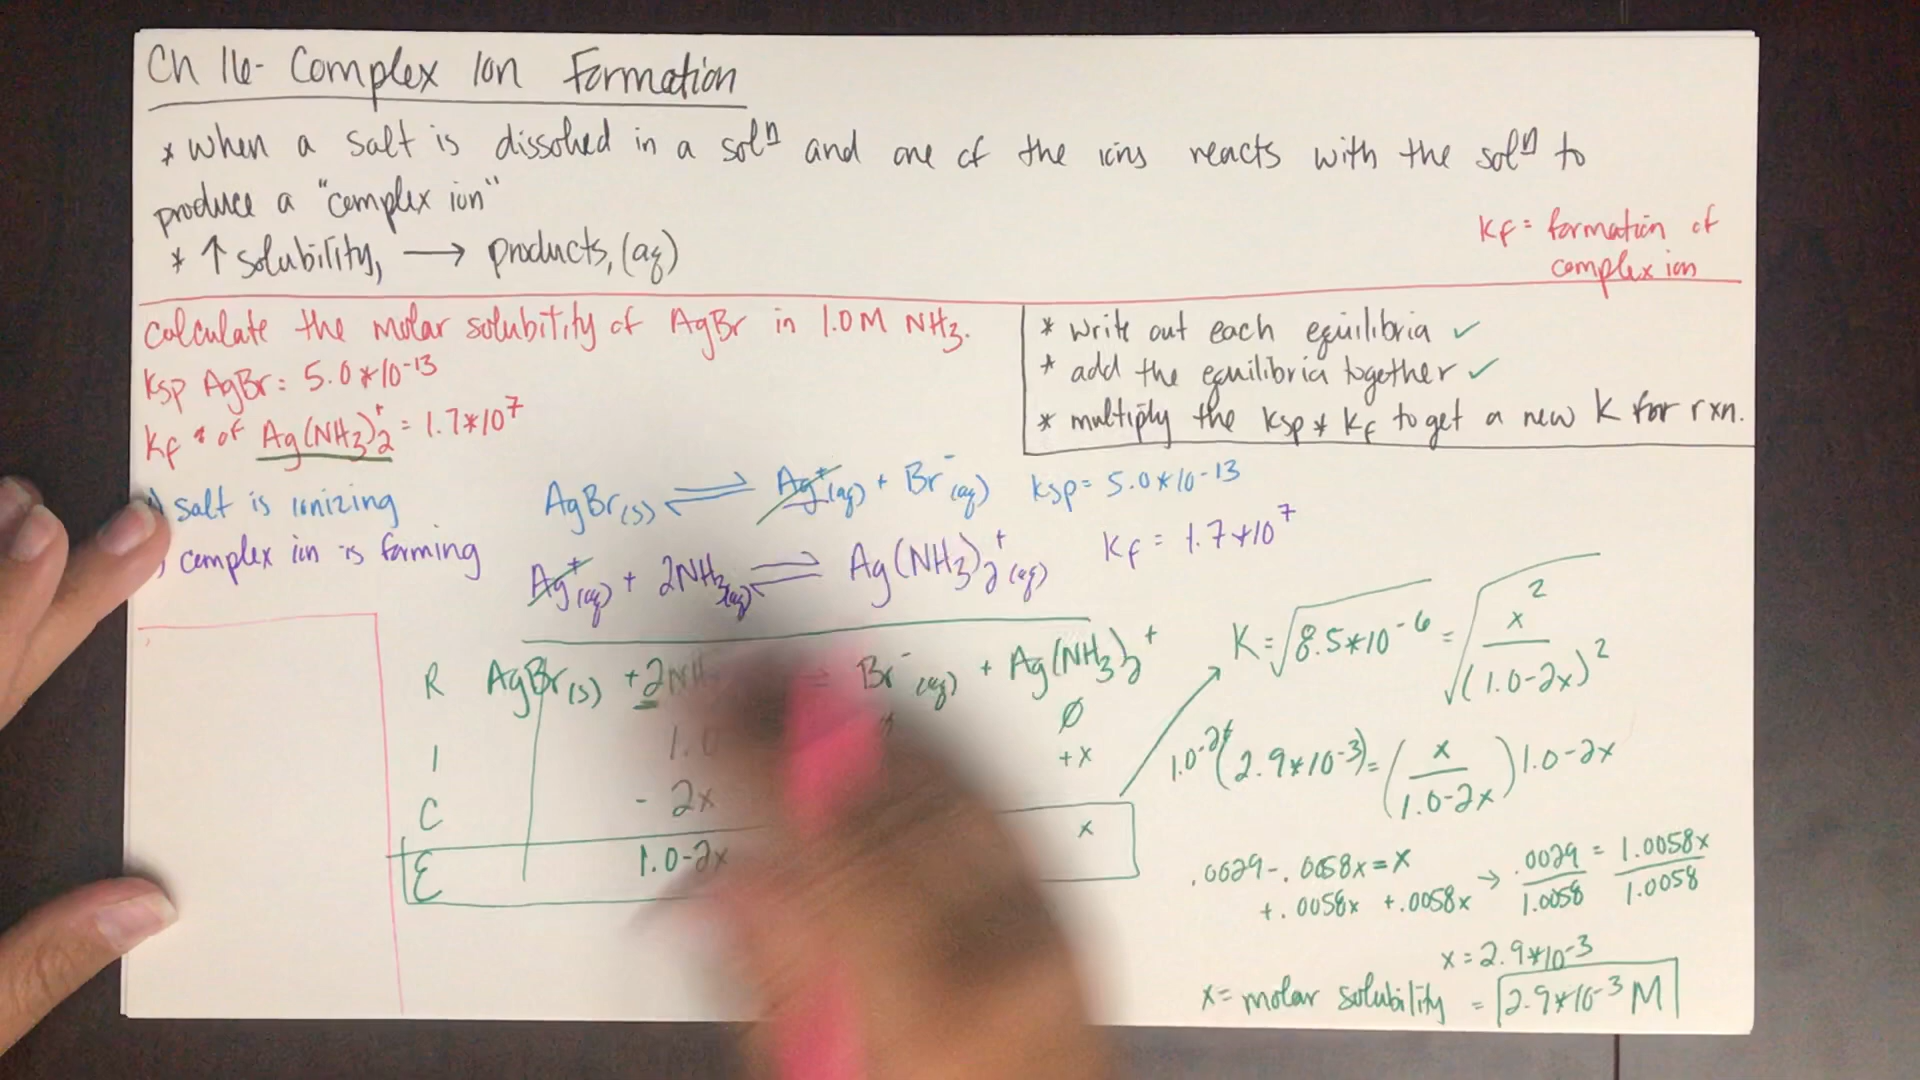 Ch 16- Complex Ion Formation
* When a salt is dissolved in a solⁿ and one of the ions reacts with the solⁿ to
produce a "complex ion"
* ↑ solubility, → products, (aq)
Kf = formation of
complex ion
Calculate the molar solubility of AgBr in 1.0M NH₃.
Ksp AgBr = 5.0*10⁻¹³
Kf of Ag(NH₃)₂⁺ = 1.7*10⁷
* write out each equilibria ✓
* add the equilibria together ✓
* multiply the Ksp * Kf to get a new K for rxn.
salt is ionizing
complex ion is forming
AgBr(s) ⇌ Ag⁺(aq) + Br⁻(aq) Ksp = 5.0*10⁻¹³
Ag⁺(aq) + 2NH₃(aq) ⇌ Ag(NH₃)₂⁺(aq) Kf = 1.7*10⁷
R AgBr(s) + 2NH ⇌ Br⁻(aq) + Ag(NH₃)₂⁺
I 1.0 Ø
C - 2x +x
E 1.0-2x x
K = √8.5*10⁻⁶ = √x²/(1.0-2x)²
1.0-2x(2.9*10⁻³) = (x/1.0-2x) 1.0-2x
.0029 - .0058x = x → .0029/1.0058 = 1.0058x/1.0058
+.0058x +.0058x
x = 2.9*10⁻³
x = molar solubility = 2.9*10⁻³ M